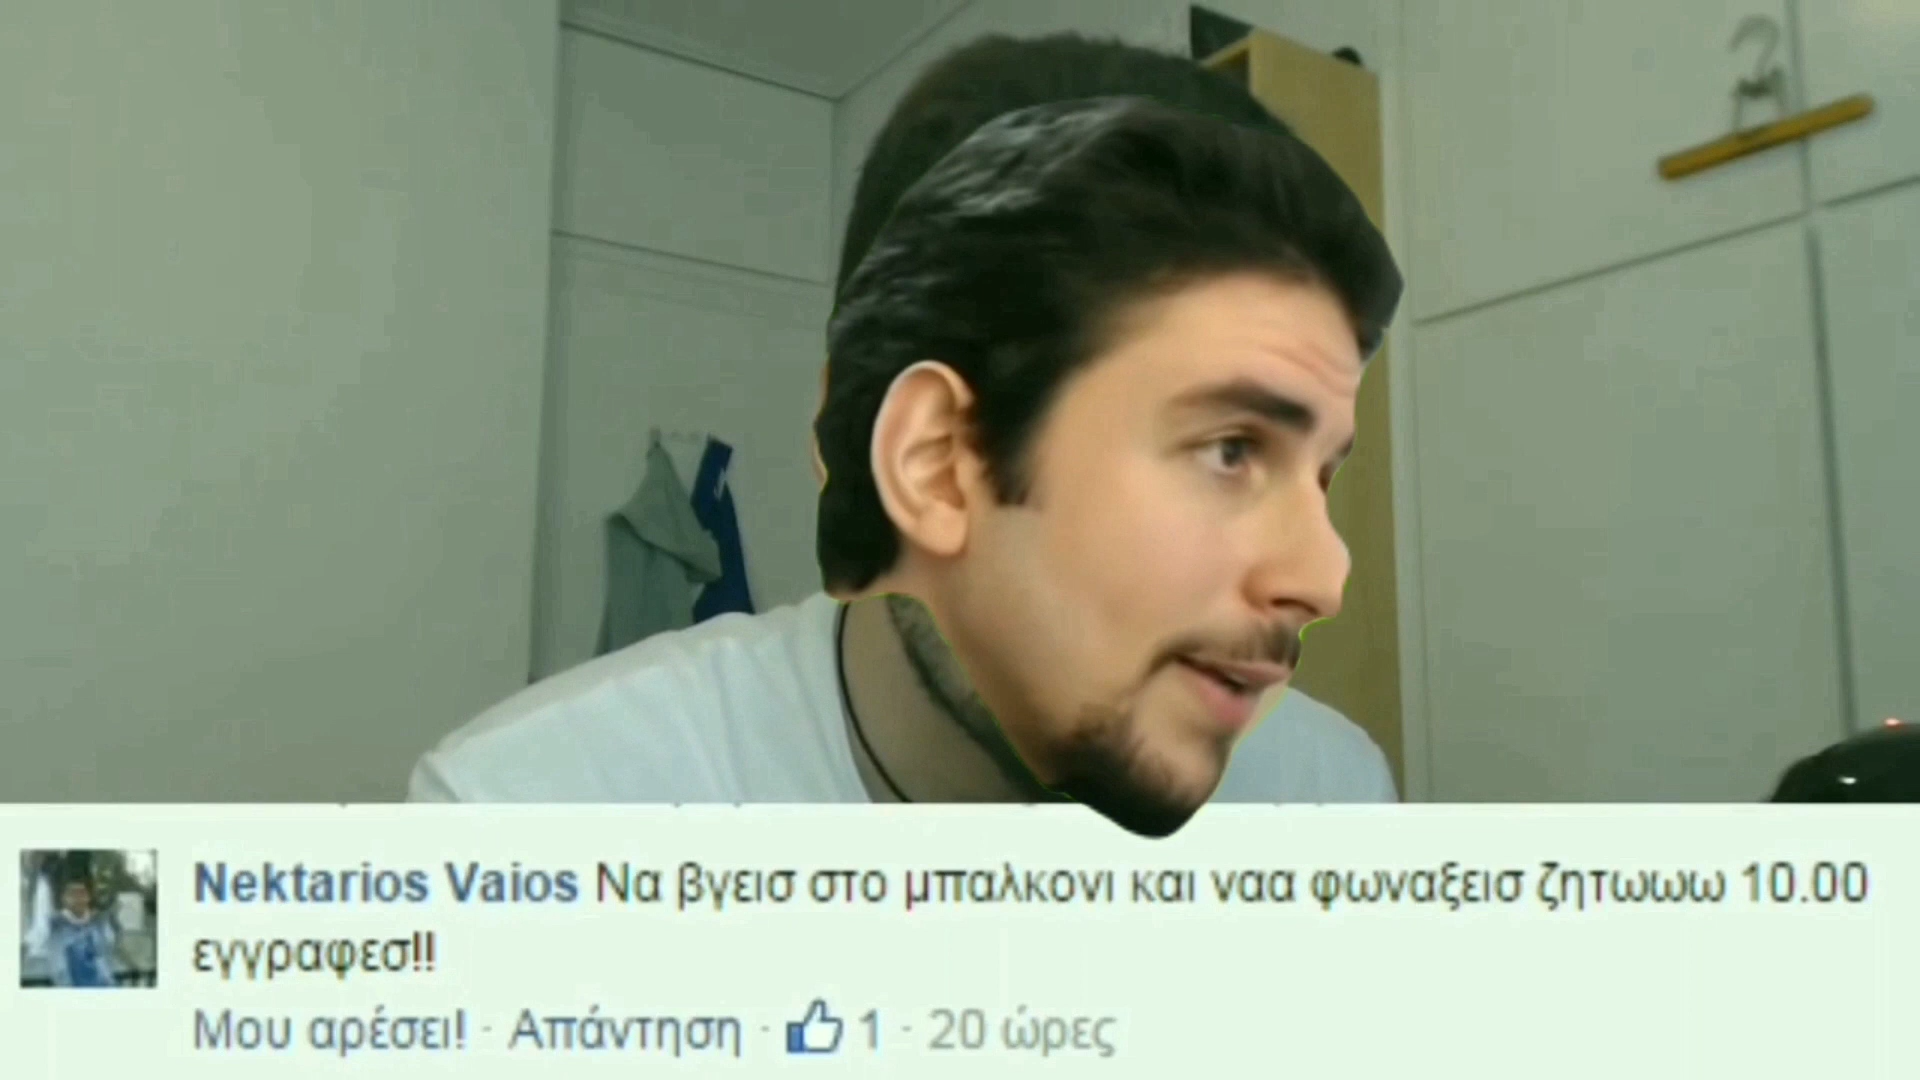 Nektarios Vaios Να βγεισ στο μπαλκονι και ναα φωναξεισ ζητωωω 10.00
εγγραφεσ!!
Μου αρέσει! · Απάντηση · 1 · 20 ώρες